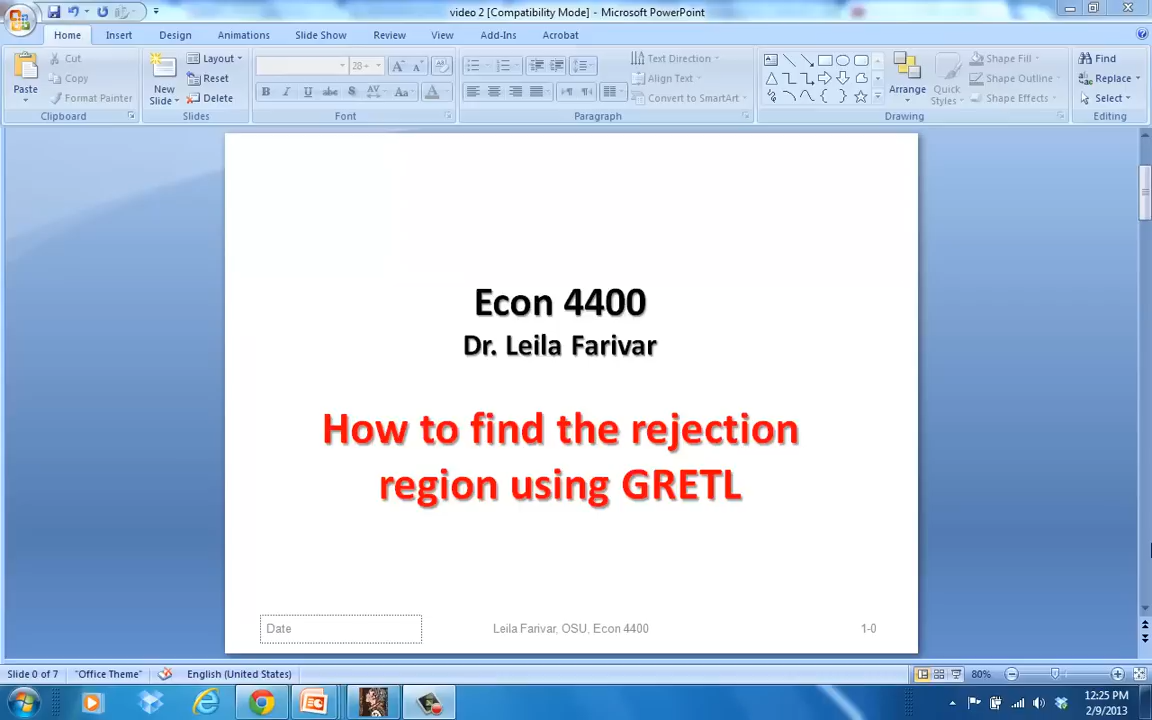 video 2 [Compatibility Mode] - Microsoft PowerPoint
Home Insert Design Slide Show Animations Review View Add-Ins Acrobat
Paste
Cut
Copy
Format Painter
Clipboard
New
Slide
Layout
Reset
Delete
Slides
28
B I U abc S AV Aa A
Font
Text Direction
Align Text
Convert to SmartArt
Paragraph
Arrange
Quick
Styles
Shape Fill
Shape Outline
Shape Effects
Drawing
Find
Replace
Select
Editing
Econ 4400
Dr. Leila Farivar
How to find the rejection
region using GRETL
Date
Leila Farivar, OSU, Econ 4400
1-0
Slide 0 of 7
"Office Theme"
English (United States)
80%
12:25 PM
2/9/2013